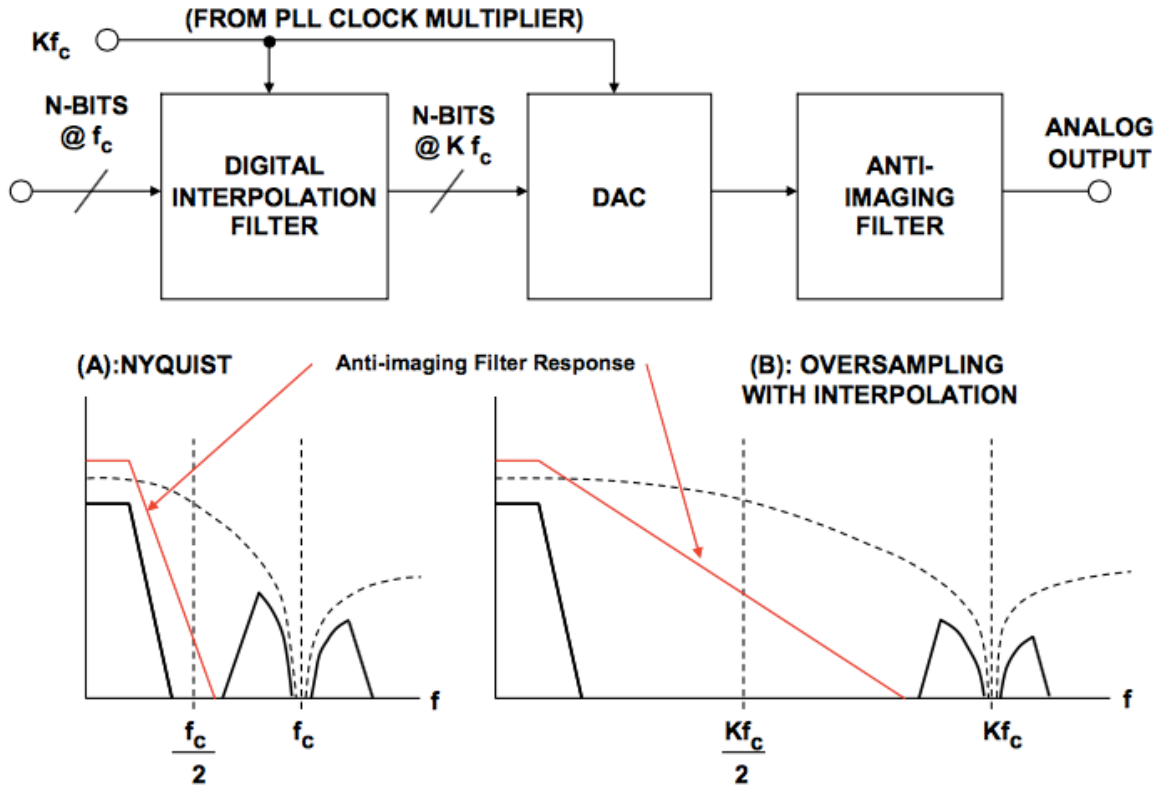 (FROM PLL CLOCK MULTIPLIER)
Kfc
N-BITS
@ fc
DIGITAL
INTERPOLATION
FILTER
N-BITS
@ K fc
DAC
ANTI-
IMAGING
FILTER
ANALOG
OUTPUT
(A):NYQUIST
Anti-imaging Filter Response
(B): OVERSAMPLING
WITH INTERPOLATION
fc
2
fc
f
Kfc
2
Kfc
f